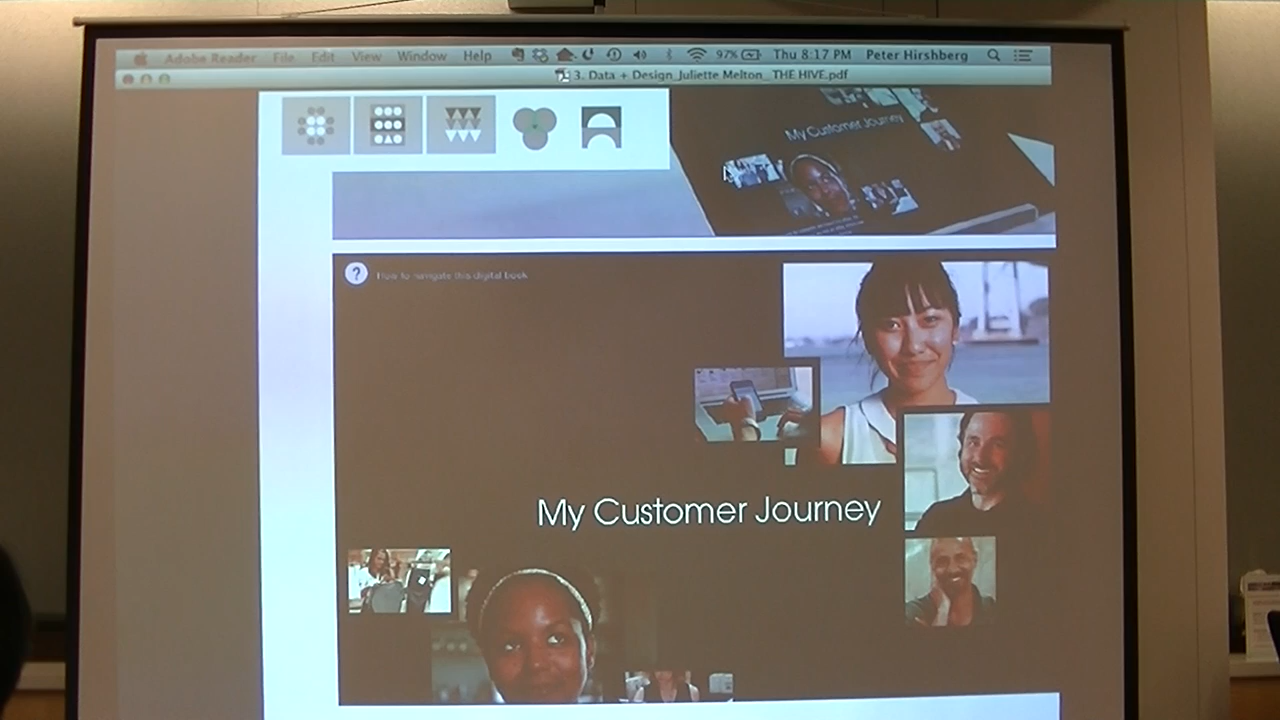 Adobe Reader File Edit View Window Help 97% Thu 8:17 PM Peter Hirshberg
3. Data + Design_Juliette Melton_ THE HIVE.pdf
My Customer Journey
? How to navigate this digital book
My Customer Journey